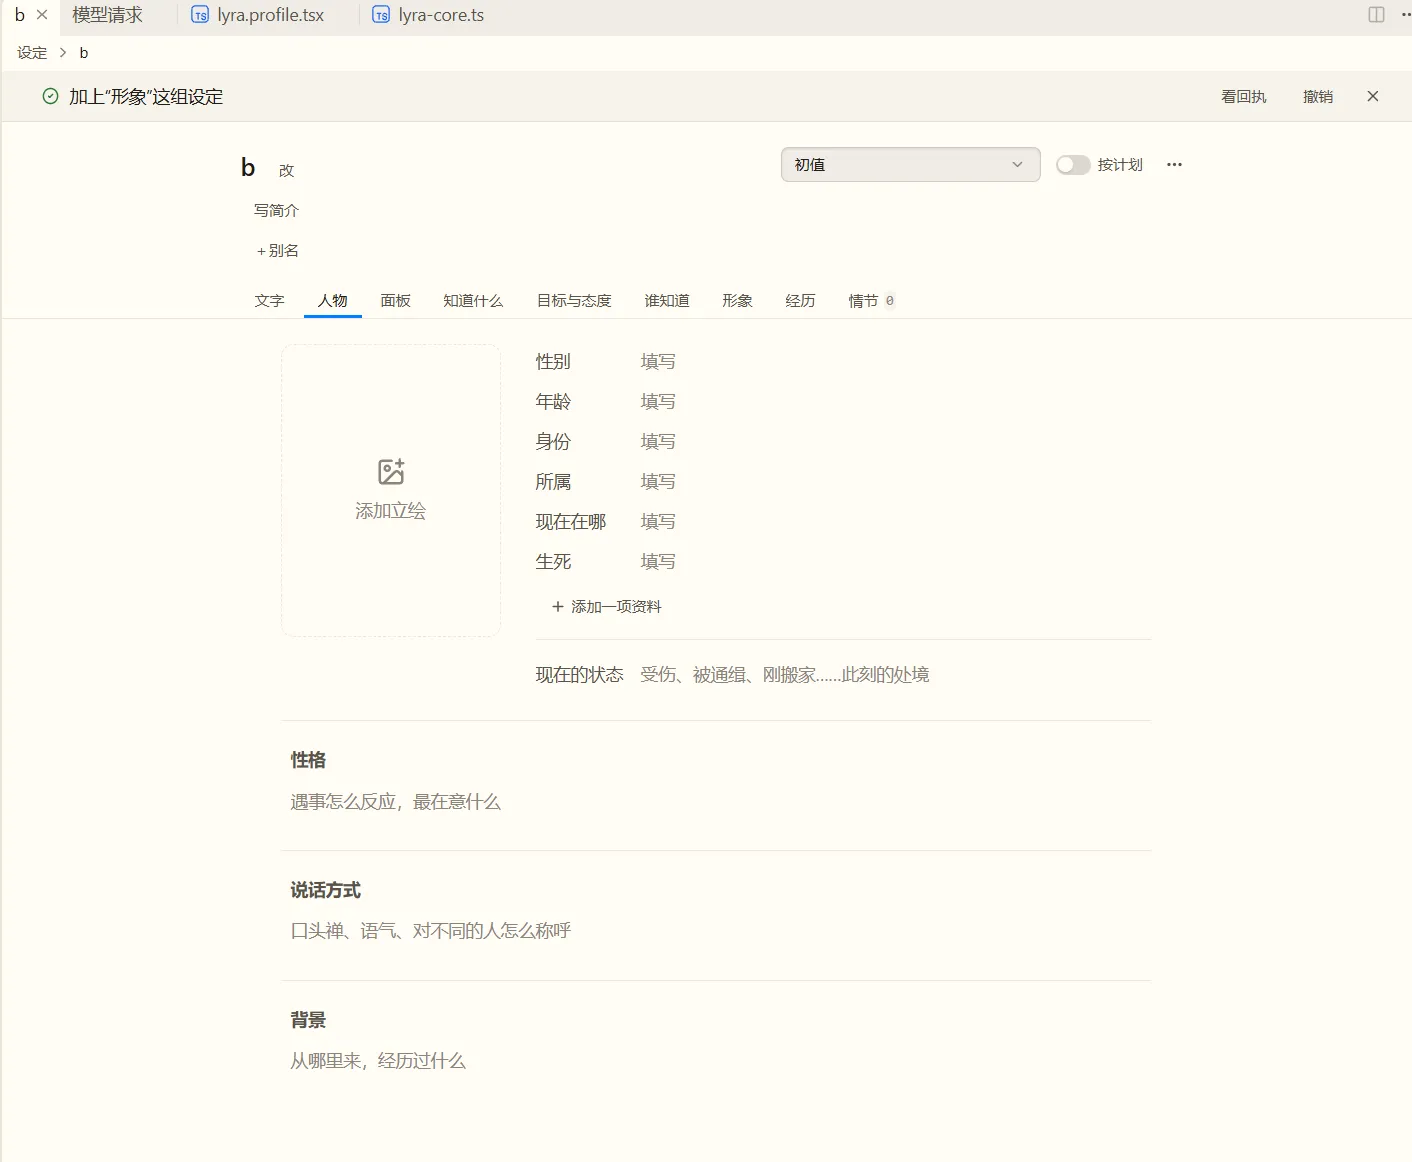 b
模型请求
TS lyra.profile.tsx
TS lyra-core.ts
设定 > b
加上“形象”这组设定
看回执
撤销
b
改
初值
按计划
写简介
+ 别名
文字
人物
面板
知道什么
目标与态度
谁知道
形象
经历
情节 0
添加立绘
性别 填写
年龄 填写
身份 填写
所属 填写
现在在哪 填写
生死 填写
+ 添加一项资料
现在的状态 受伤、被通缉、刚搬家……此刻的处境
性格
遇事怎么反应，最在意什么
说话方式
口头禅、语气、对不同的人怎么称呼
背景
从哪里来，经历过什么